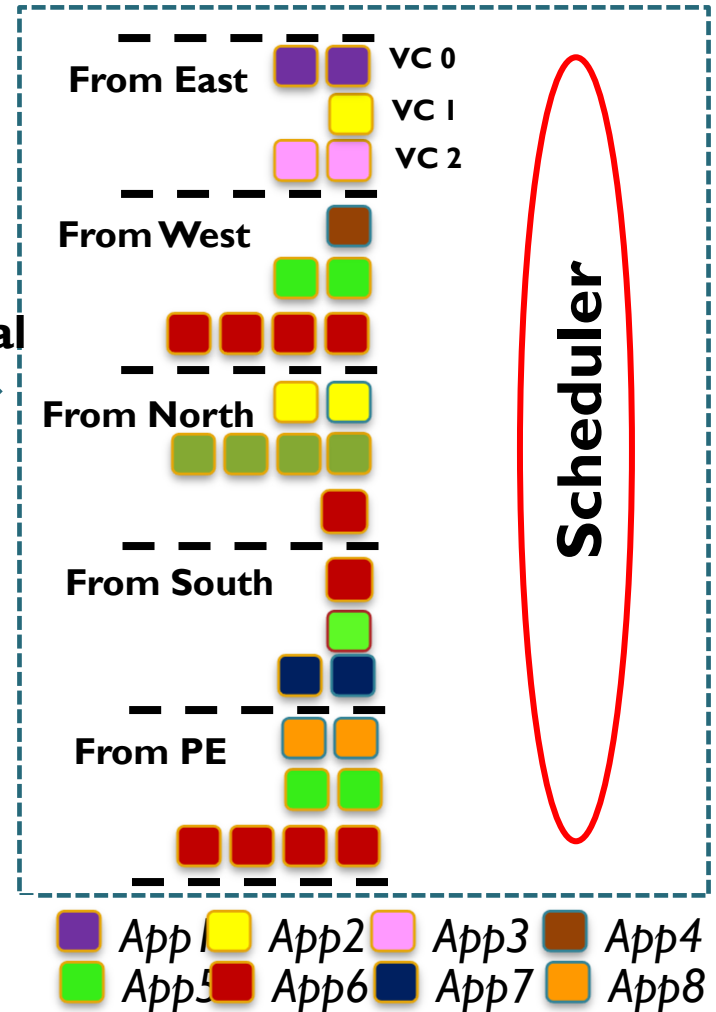 From East
VC 0
VC 1
VC 2
From West
al
From North
From South
From PE
Scheduler
App1 App2 App3 App4
App5 App6 App7 App8